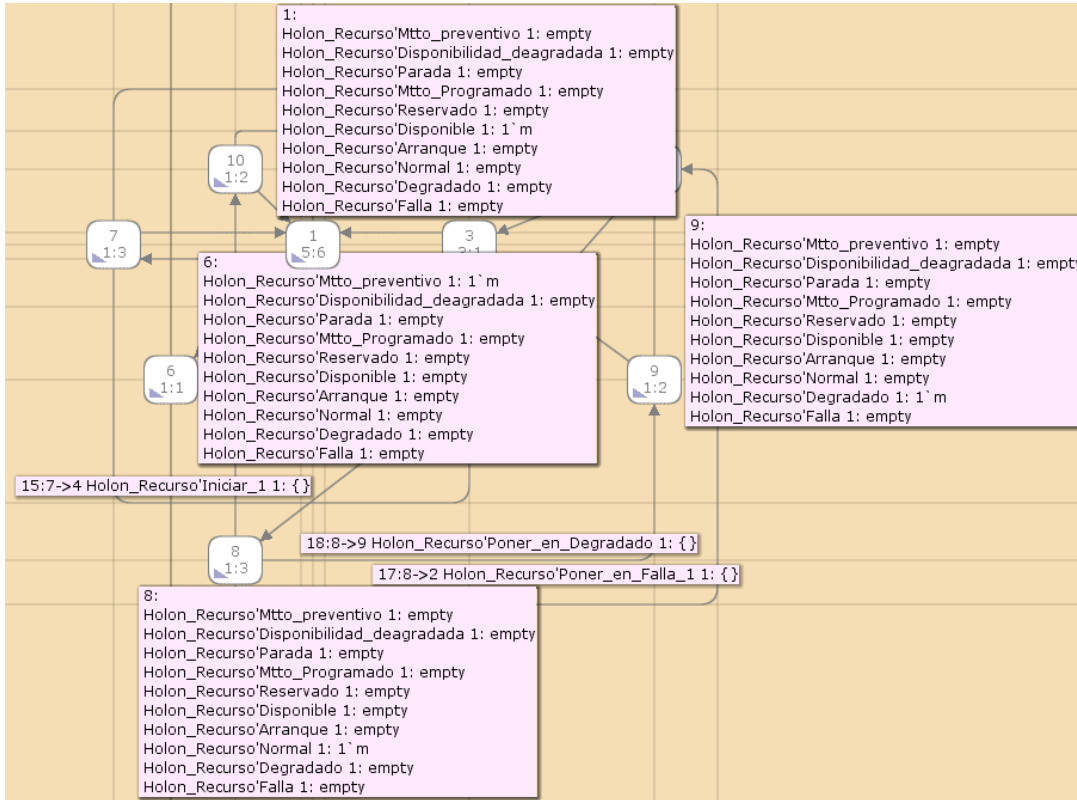 1:
Holon_Recurso'Mtto_preventivo 1: empty
Holon_Recurso'Disponibilidad_deagradada 1: empty
Holon_Recurso'Parada 1: empty
Holon_Recurso'Mtto_Programado 1: empty
Holon_Recurso'Reservado 1: empty
Holon_Recurso'Disponible 1: 1`m
Holon_Recurso'Arranque 1: empty
Holon_Recurso'Normal 1: empty
Holon_Recurso'Degradado 1: empty
Holon_Recurso'Falla 1: empty
10
1:2
7
1:3
1
5:6
3
2:1
6:
Holon_Recurso'Mtto_preventivo 1: 1`m
Holon_Recurso'Disponibilidad_deagradada 1: empty
Holon_Recurso'Parada 1: empty
Holon_Recurso'Mtto_Programado 1: empty
Holon_Recurso'Reservado 1: empty
Holon_Recurso'Disponible 1: empty
Holon_Recurso'Arranque 1: empty
Holon_Recurso'Normal 1: empty
Holon_Recurso'Degradado 1: empty
Holon_Recurso'Falla 1: empty
9:
Holon_Recurso'Mtto_preventivo 1: empty
Holon_Recurso'Disponibilidad_deagradada 1: empty
Holon_Recurso'Parada 1: empty
Holon_Recurso'Mtto_Programado 1: empty
Holon_Recurso'Reservado 1: empty
Holon_Recurso'Disponible 1: empty
Holon_Recurso'Arranque 1: empty
Holon_Recurso'Normal 1: empty
Holon_Recurso'Degradado 1: 1`m
Holon_Recurso'Falla 1: empty
6
1:1
9
1:2
15:7->4 Holon_Recurso'Iniciar_1 1: {}
18:8->9 Holon_Recurso'Poner_en_Degradado 1: {}
8
1:3
17:8->2 Holon_Recurso'Poner_en_Falla_1 1: {}
8:
Holon_Recurso'Mtto_preventivo 1: empty
Holon_Recurso'Disponibilidad_deagradada 1: empty
Holon_Recurso'Parada 1: empty
Holon_Recurso'Mtto_Programado 1: empty
Holon_Recurso'Reservado 1: empty
Holon_Recurso'Disponible 1: empty
Holon_Recurso'Arranque 1: empty
Holon_Recurso'Normal 1: 1`m
Holon_Recurso'Degradado 1: empty
Holon_Recurso'Falla 1: empty